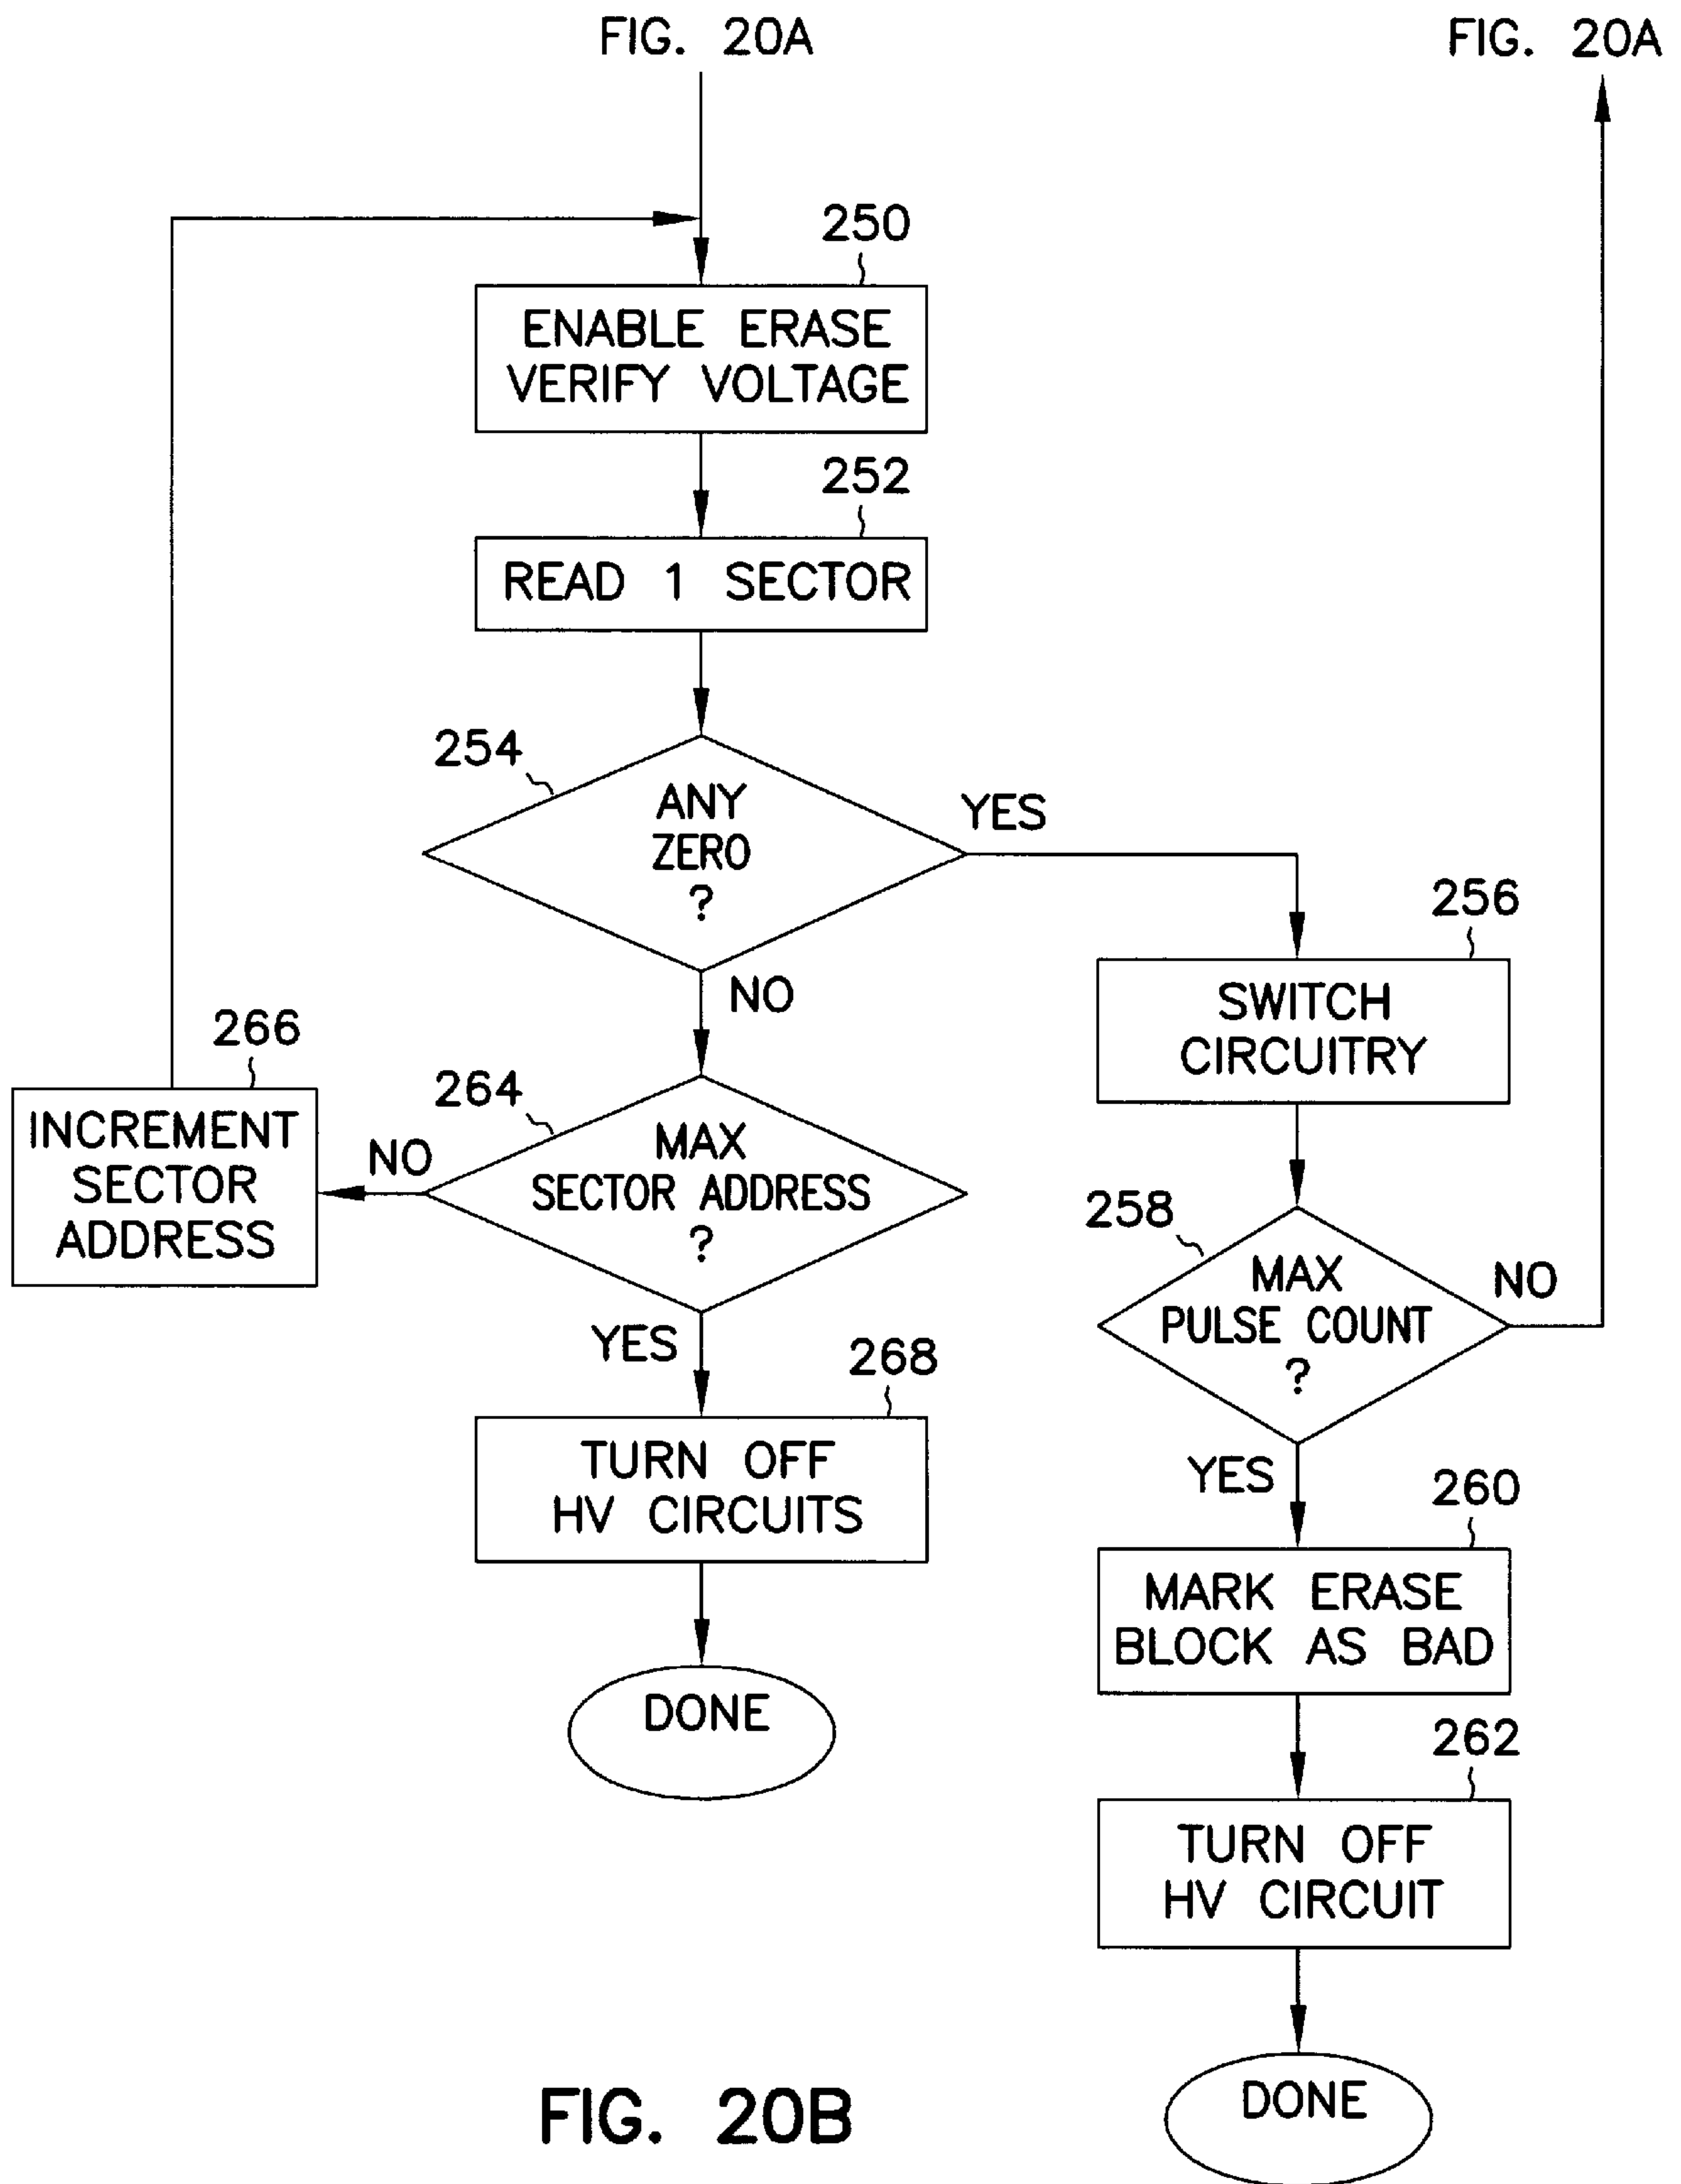 FIG. 20A
FIG. 20A
250
ENABLE ERASE
VERIFY VOLTAGE
252
READ 1 SECTOR
254
ANY
ZERO
?
YES
NO
256
SWITCH
CIRCUITRY
266
INCREMENT
SECTOR
ADDRESS
NO
264
MAX
SECTOR ADDRESS
?
YES
258
MAX
PULSE COUNT
?
NO
YES
268
TURN OFF
HV CIRCUITS
DONE
260
MARK ERASE
BLOCK AS BAD
262
TURN OFF
HV CIRCUIT
DONE
FIG. 20B